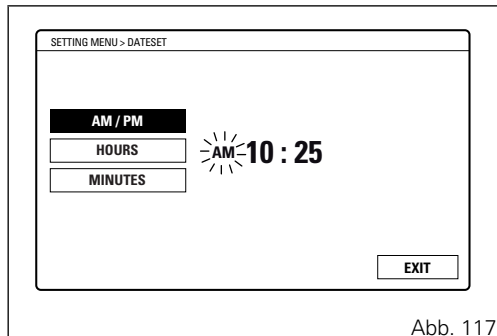 SETTING MENU > DATESET
AM / PM
HOURS
AM 10 : 25
MINUTES
EXIT
Abb. 117